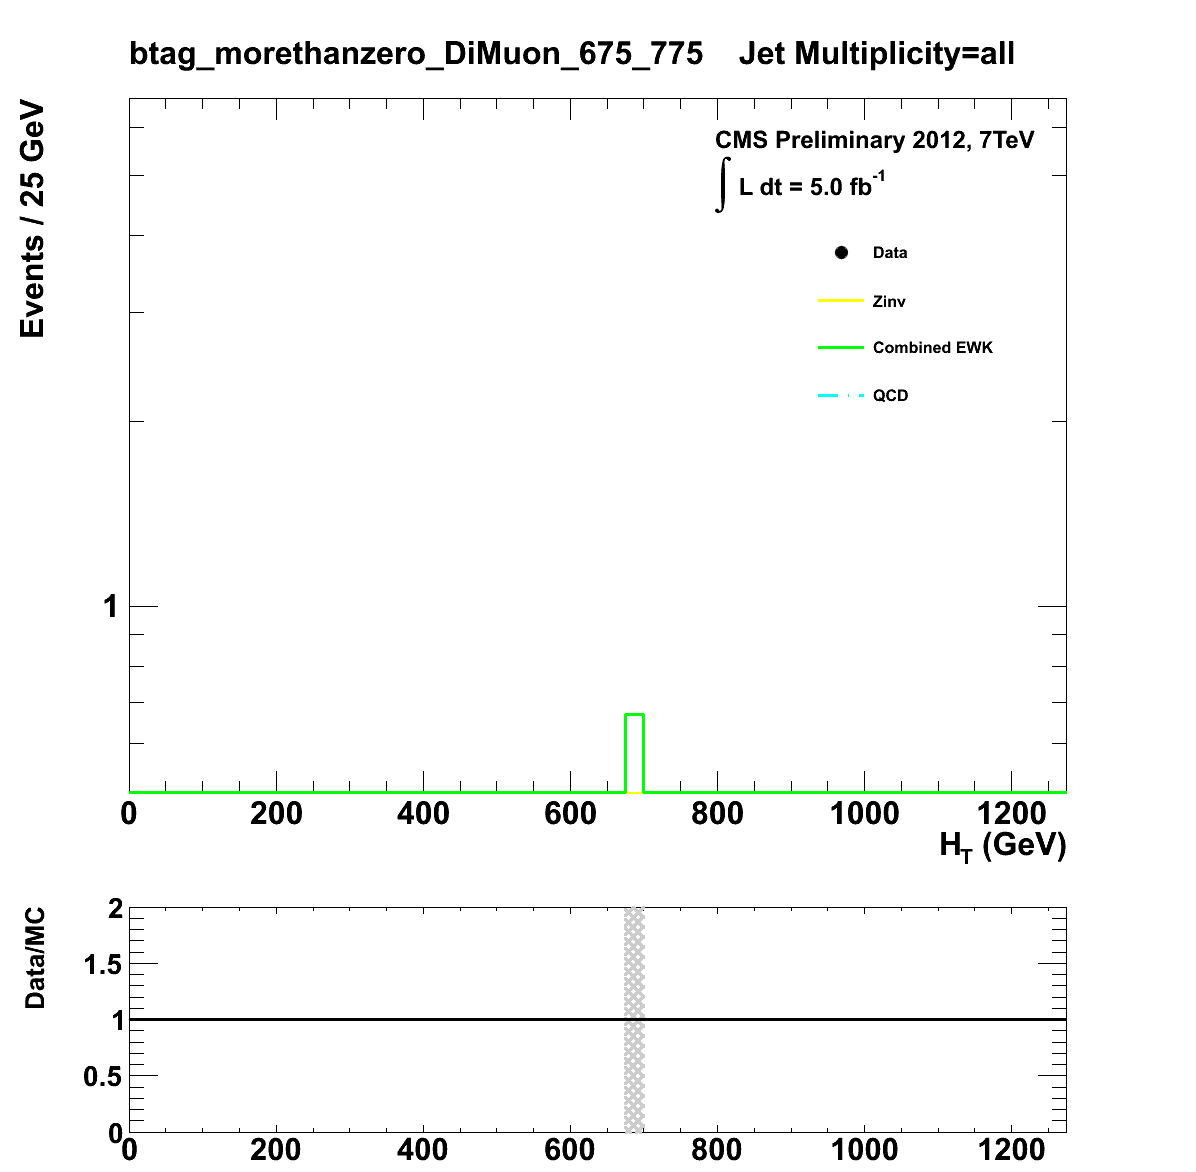 btag_morethanzero_DiMuon_675_775 Jet Multiplicity=all
Events / 25 GeV
CMS Preliminary 2012, 7TeV
∫ L dt = 5.0 fb-1
Data
Zinv
Combined EWK
QCD
1
0 200 400 600 800 1000 1200
HT (GeV)
Data/MC
2
1.5
1
0.5
0
0 200 400 600 800 1000 1200